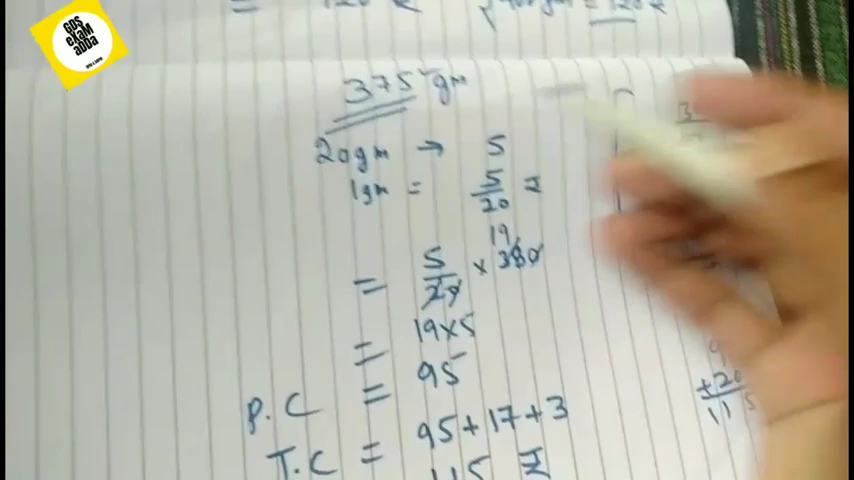 GDS
eXaM
aDDa
= 120 ₹
375 gm
20gm → 5
1gm = 5/20 ₹
19
= 5/20 × 380
= 19×5
= 95
P.C
T.C = 95+17+3
115 ₹